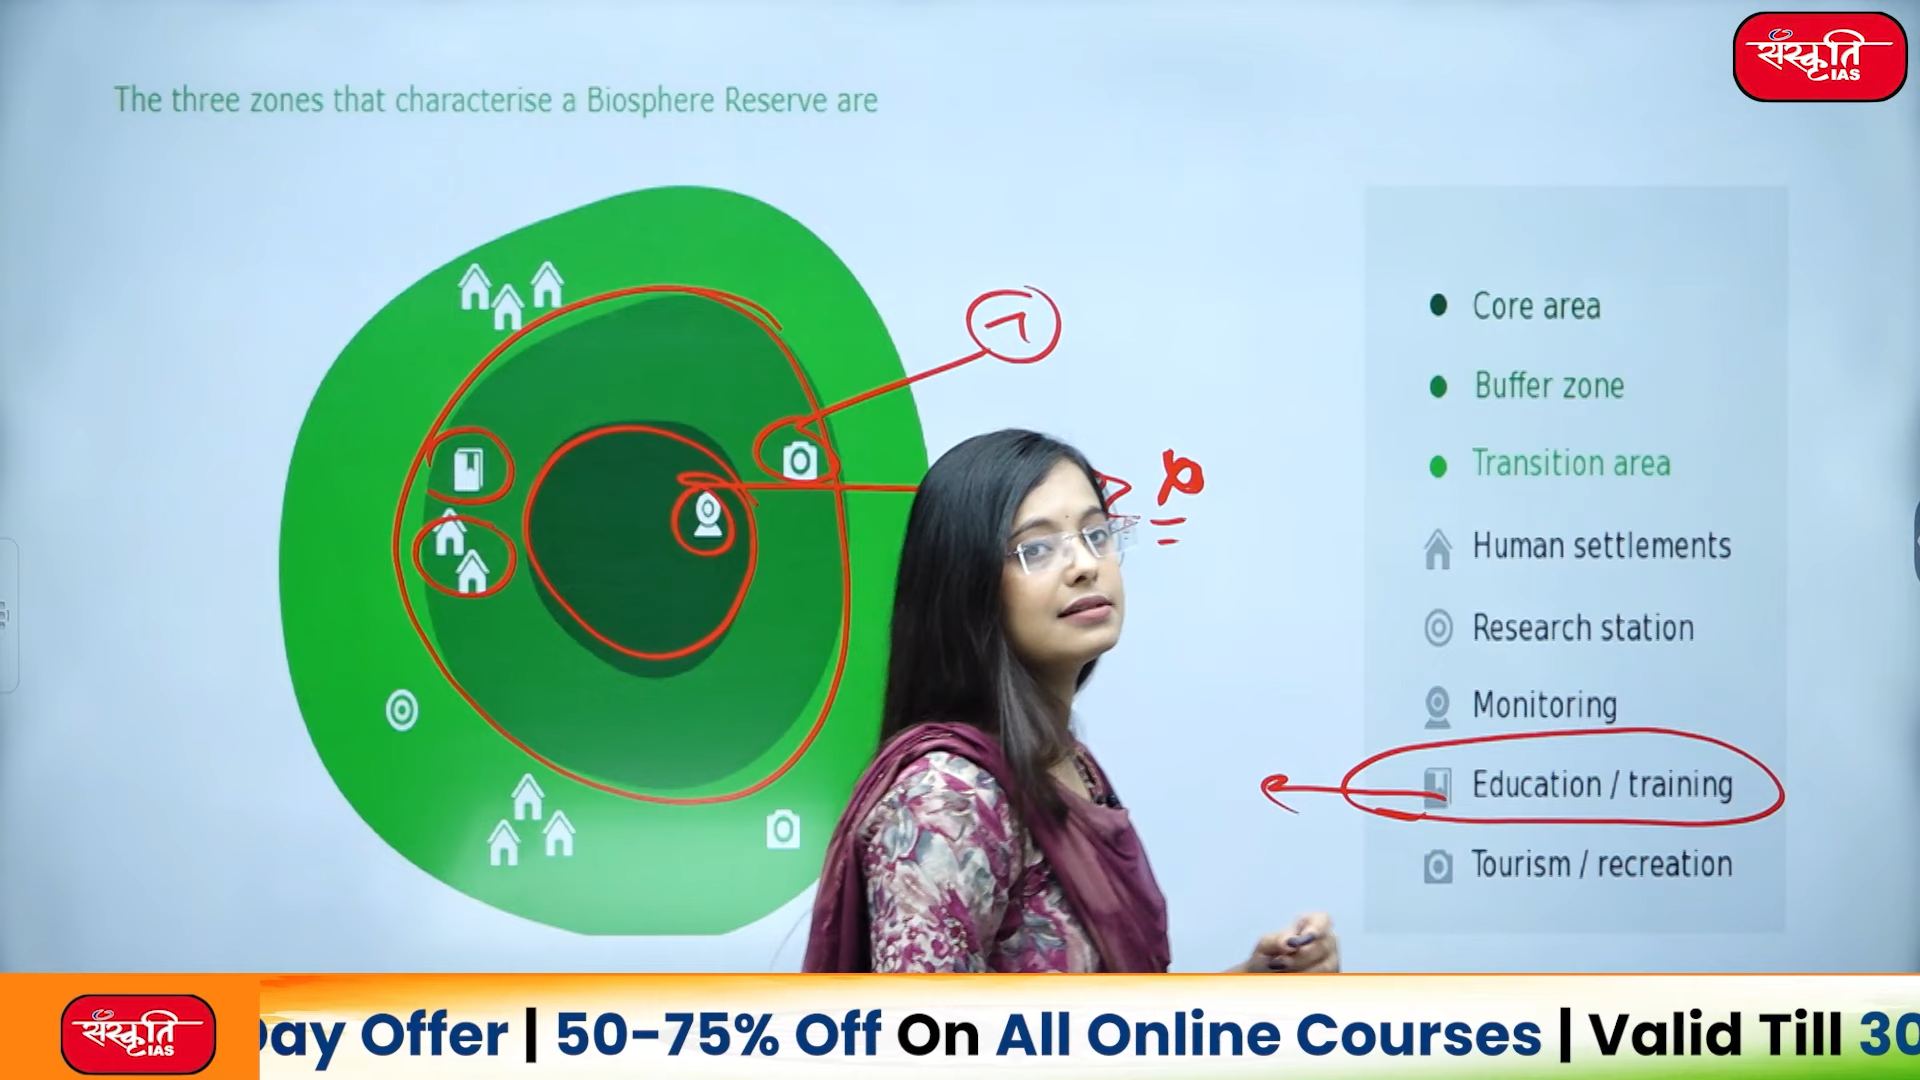 संस्कृति
IAS
The three zones that characterise a Biosphere Reserve are
Core area
Buffer zone
Transition area
Human settlements
Research station
Monitoring
Education / training
Tourism / recreation
संस्कृति
IAS
Day Offer | 50-75% Off On All Online Courses | Valid Till 30